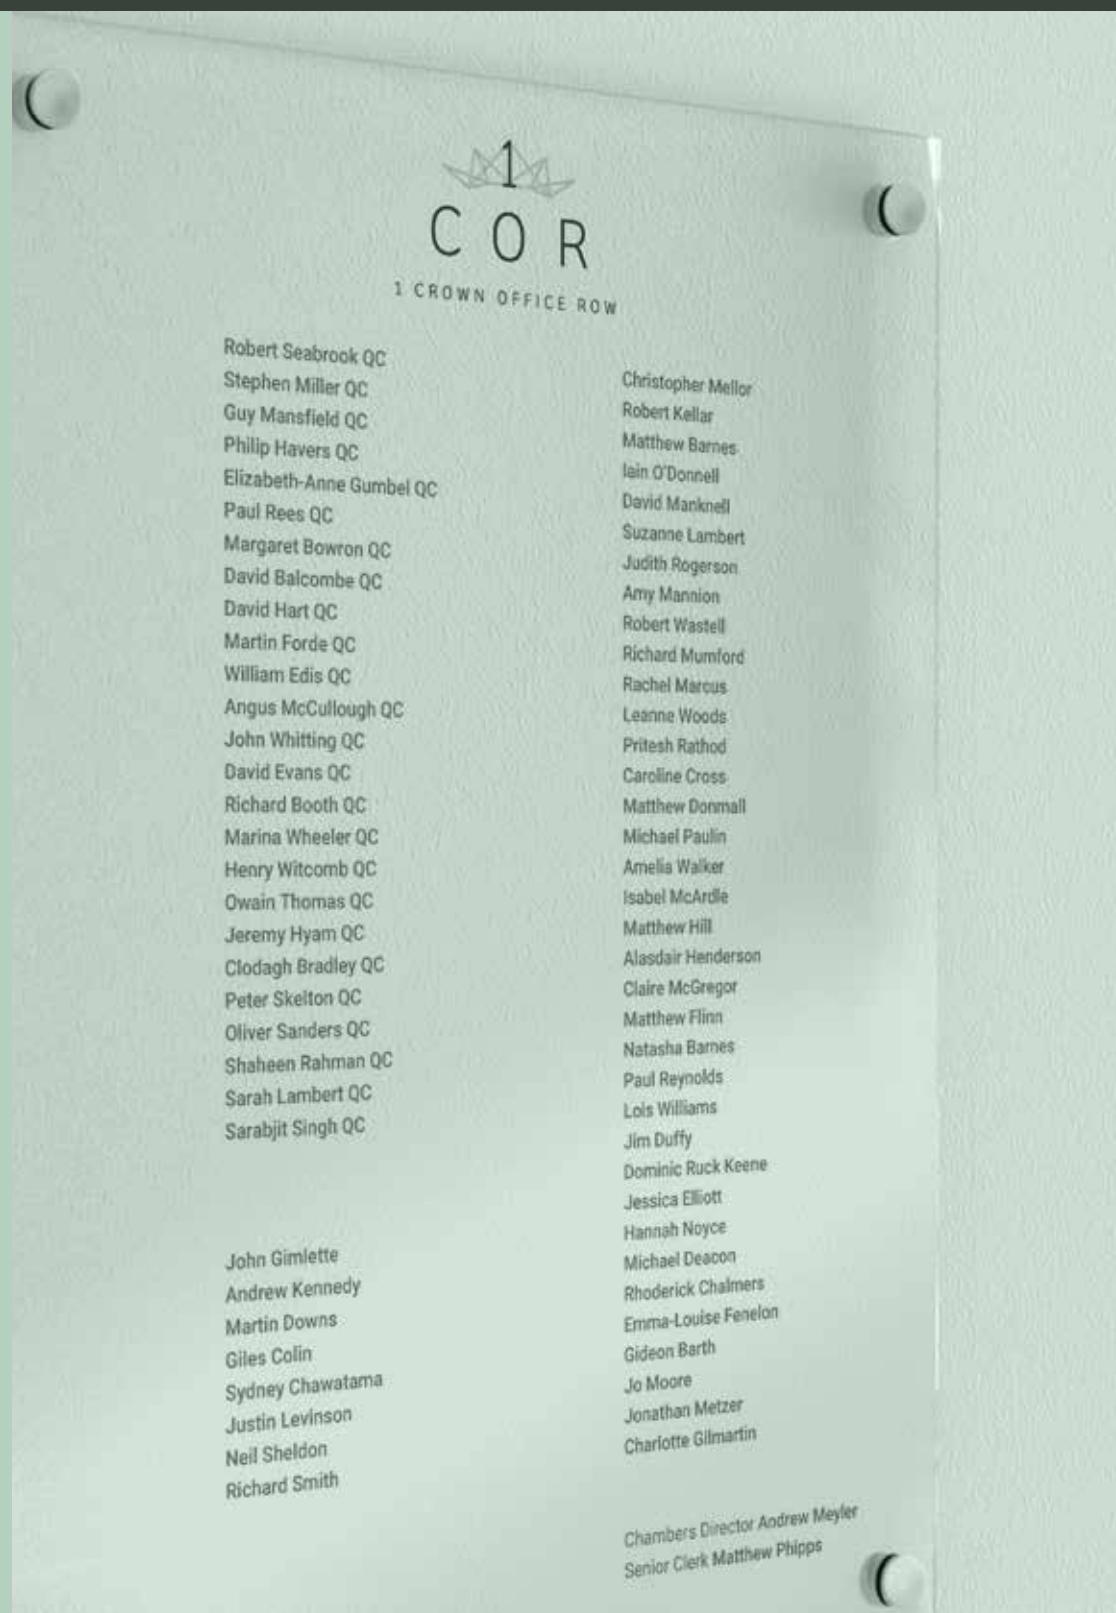 1
COR
1 CROWN OFFICE ROW
Robert Seabrook QC
Stephen Miller QC
Guy Mansfield QC
Philip Havers QC
Elizabeth-Anne Gumbel QC
Paul Rees QC
Margaret Bowron QC
David Balcombe QC
David Hart QC
Martin Forde QC
William Edis QC
Angus McCullough QC
John Whitting QC
David Evans QC
Richard Booth QC
Marina Wheeler QC
Henry Witcomb QC
Owain Thomas QC
Jeremy Hyam QC
Clodagh Bradley QC
Peter Skelton QC
Oliver Sanders QC
Shaheen Rahman QC
Sarah Lambert QC
Sarabjit Singh QC
John Gimlette
Andrew Kennedy
Martin Downs
Giles Colin
Sydney Chawatama
Justin Levinson
Neil Sheldon
Richard Smith
Christopher Mellor
Robert Kellar
Matthew Barnes
Iain O'Donnell
David Manknell
Suzanne Lambert
Judith Rogerson
Amy Mannion
Robert Wastell
Richard Mumford
Rachel Marcus
Leanne Woods
Pritesh Rathod
Caroline Cross
Matthew Donmall
Michael Paulin
Amelia Walker
Isabel McArdle
Matthew Hill
Alasdair Henderson
Claire McGregor
Matthew Flinn
Natasha Barnes
Paul Reynolds
Lois Williams
Jim Duffy
Dominic Ruck Keene
Jessica Elliott
Hannah Noyce
Michael Deacon
Rhoderick Chalmers
Emma-Louise Fenelon
Gideon Barth
Jo Moore
Jonathan Metzer
Charlotte Gilmartin
Chambers Director Andrew Meyler
Senior Clerk Matthew Phipps